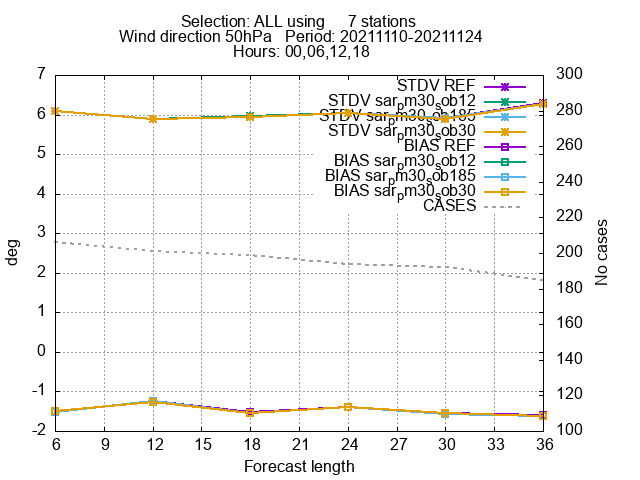 Selection: ALL using     7 stations
Wind direction 50hPa   Period: 20211110-20211124
Hours: 00,06,12,18
STDV REF
STDV sarpm30sob12
STDV sarpm30sob185
STDV sarpm30sob30
BIAS REF
BIAS sarpm30sob12
BIAS sarpm30sob185
BIAS sarpm30sob30
CASES
7
6
5
4
3
2
1
0
-1
-2
deg
300
280
260
240
220
200
180
160
140
120
100
No cases
6 9 12 15 18 21 24 27 30 33 36
Forecast length